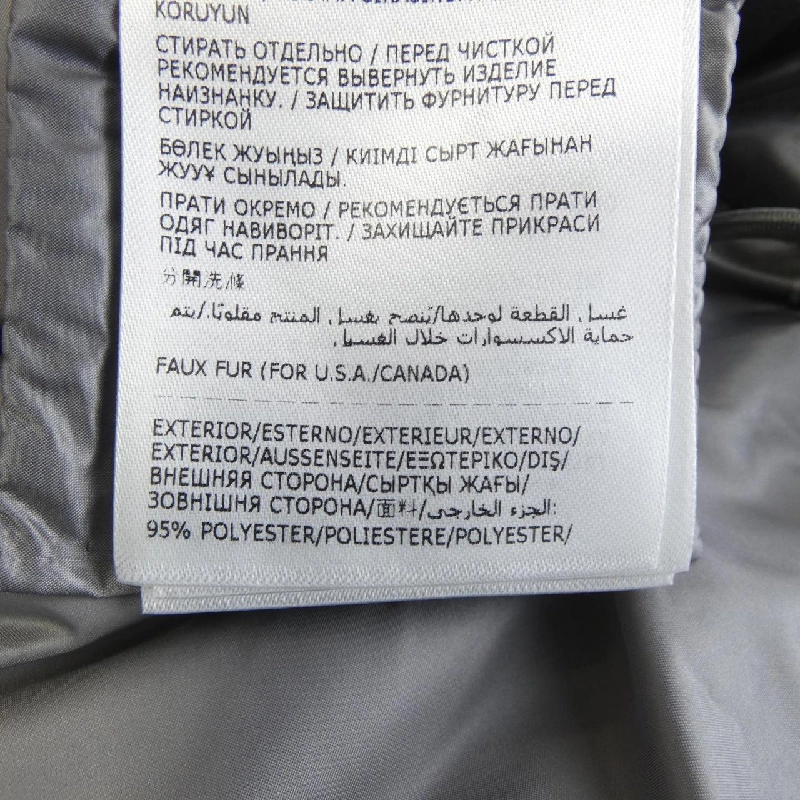 KORUYUN
СТИРАТЬ ОТДЕЛЬНО / ПЕРЕД ЧИСТКОЙ
РЕКОМЕНДУЕТСЯ ВЫВЕРНУТЬ ИЗДЕЛИЕ
НАИЗНАНКУ. / ЗАЩИТИТЬ ФУРНИТУРУ ПЕРЕД
СТИРКОЙ
БӨЛЕК ЖУЫҢЫЗ / КИІМДІ СЫРТ ЖАҒЫНАН
ЖУУҰ СЫНЫЛАДЫ.
ПРАТИ ОКРЕМО / РЕКОМЕНДУЄТЬСЯ ПРАТИ
ОДЯГ НАВИВОРІТ. / ЗАХИЩАЙТЕ ПРИКРАСИ
ПІД ЧАС ПРАННЯ
分開洗滌
غسل القطعة لوحدها/يُنصح بغسل المنتج مقلوبًا./يتم
حماية الاكسسوارات خلال الغسيل.
FAUX FUR (FOR U.S.A./CANADA)
EXTERIOR/ESTERNO/EXTERIEUR/EXTERNO/
EXTERIOR/AUSSENSEITE/ΕΞΩΤΕΡΙΚΟ/DIŞ/
ВНЕШНЯЯ СТОРОНА/СЫРТҚЫ ЖАҒЫ/
ЗОВНІШНЯ СТОРОНА/面料/الجزء الخارجي:
95% POLYESTER/POLIESTERE/POLYESTER/